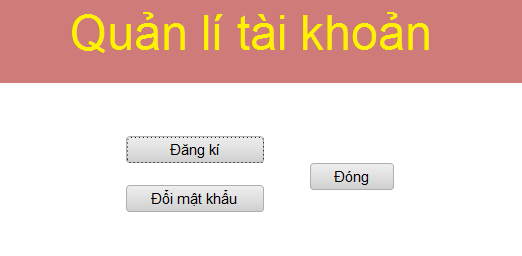 Quản lí tài khoản
Đăng kí
Đổi mật khẩu
Đóng